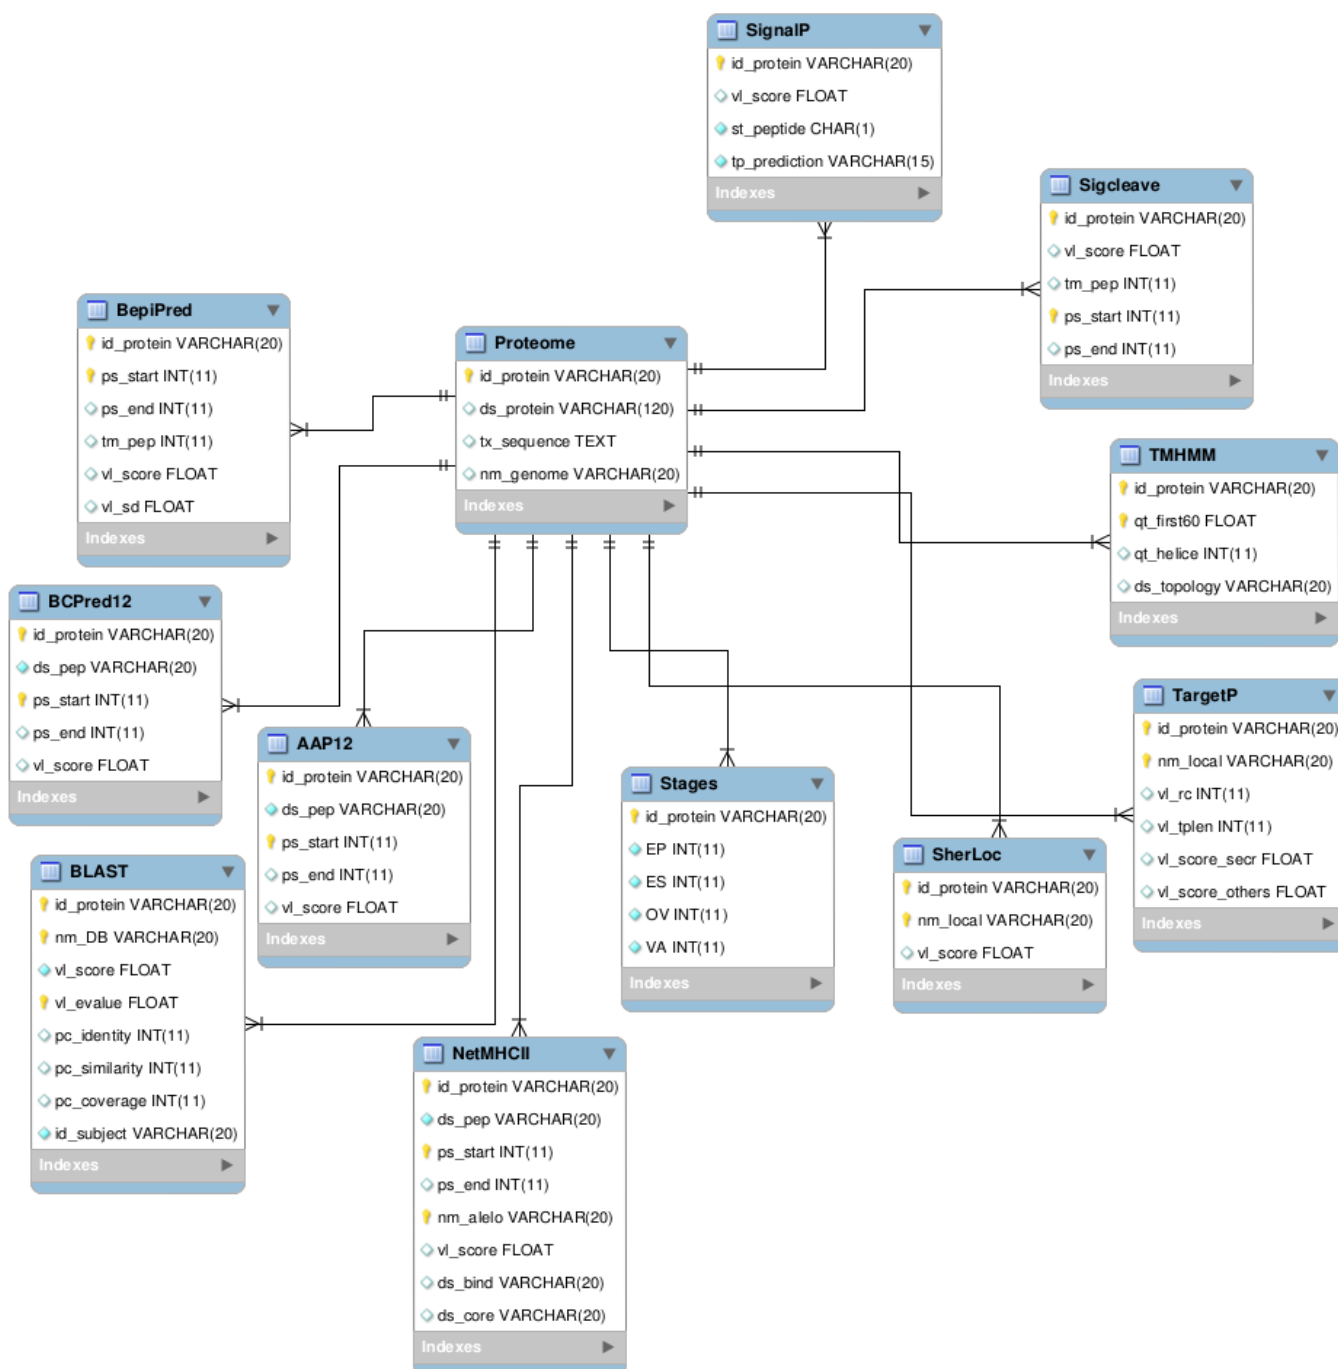 SignalP
id_protein VARCHAR(20)
vl_score FLOAT
st_peptide CHAR(1)
tp_prediction VARCHAR(15)
Indexes
Sigcleave
id_protein VARCHAR(20)
vl_score FLOAT
tm_pep INT(11)
ps_start INT(11)
ps_end INT(11)
Indexes
BepiPred
id_protein VARCHAR(20)
ps_start INT(11)
ps_end INT(11)
tm_pep INT(11)
vl_score FLOAT
vl_sd FLOAT
Indexes
Proteome
id_protein VARCHAR(20)
ds_protein VARCHAR(120)
tx_sequence TEXT
nm_genome VARCHAR(20)
Indexes
TMHMM
id_protein VARCHAR(20)
qt_first60 FLOAT
qt_helice INT(11)
ds_topology VARCHAR(20)
Indexes
BCPred12
id_protein VARCHAR(20)
ds_pep VARCHAR(20)
ps_start INT(11)
ps_end INT(11)
vl_score FLOAT
Indexes
AAP12
id_protein VARCHAR(20)
ds_pep VARCHAR(20)
ps_start INT(11)
ps_end INT(11)
vl_score FLOAT
Indexes
Stages
id_protein VARCHAR(20)
EP INT(11)
ES INT(11)
OV INT(11)
VA INT(11)
Indexes
TargetP
id_protein VARCHAR(20)
nm_local VARCHAR(20)
vl_rc INT(11)
vl_tplen INT(11)
vl_score_secr FLOAT
vl_score_others FLOAT
Indexes
SherLoc
id_protein VARCHAR(20)
nm_local VARCHAR(20)
vl_score FLOAT
Indexes
BLAST
id_protein VARCHAR(20)
nm_DB VARCHAR(20)
vl_score FLOAT
vl_evalue FLOAT
pc_identity INT(11)
pc_similarity INT(11)
pc_coverage INT(11)
id_subject VARCHAR(20)
Indexes
NetMHCII
id_protein VARCHAR(20)
ds_pep VARCHAR(20)
ps_start INT(11)
ps_end INT(11)
nm_alelo VARCHAR(20)
vl_score FLOAT
ds_bind VARCHAR(20)
ds_core VARCHAR(20)
Indexes